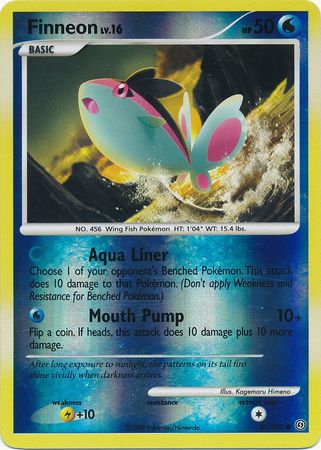 Finneon LV.16 HP 50
BASIC
NO. 456 Wing Fish Pokémon HT: 1'04" WT: 15.4 lbs.
Aqua Liner
Choose 1 of your opponent's Benched Pokémon. This attack
does 10 damage to that Pokémon. (Don't apply Weakness and
Resistance for Benched Pokémon.)
Mouth Pump 10+
Flip a coin. If heads, this attack does 10 damage plus 10 more
damage.
After long exposure to sunlight, the patterns on its tail fins
shine vividly when darkness arrives.
Illus. Kagemaru Himeno
weakness resistance retreat cost
+10
©2008 Pokémon/Nintendo 61/100